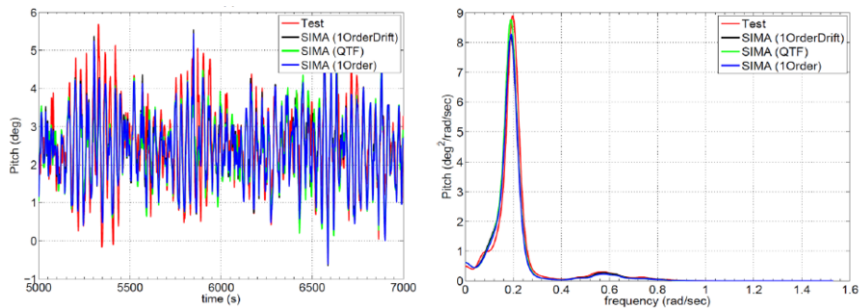 6
5
4
3
2
1
0
−1
5000
5500
6000
6500
7000
time (s)
Pitch (deg)
Test
SIMA (1OrderDrift)
SIMA (QTF)
SIMA (1Order)
9
8
7
6
5
4
3
2
1
0
0
0.2
0.4
0.6
0.8
1
1.2
1.4
1.6
frequency (rad/sec)
Pitch (deg²/rad/sec)
Test
SIMA (1OrderDrift)
SIMA (QTF)
SIMA (1Order)